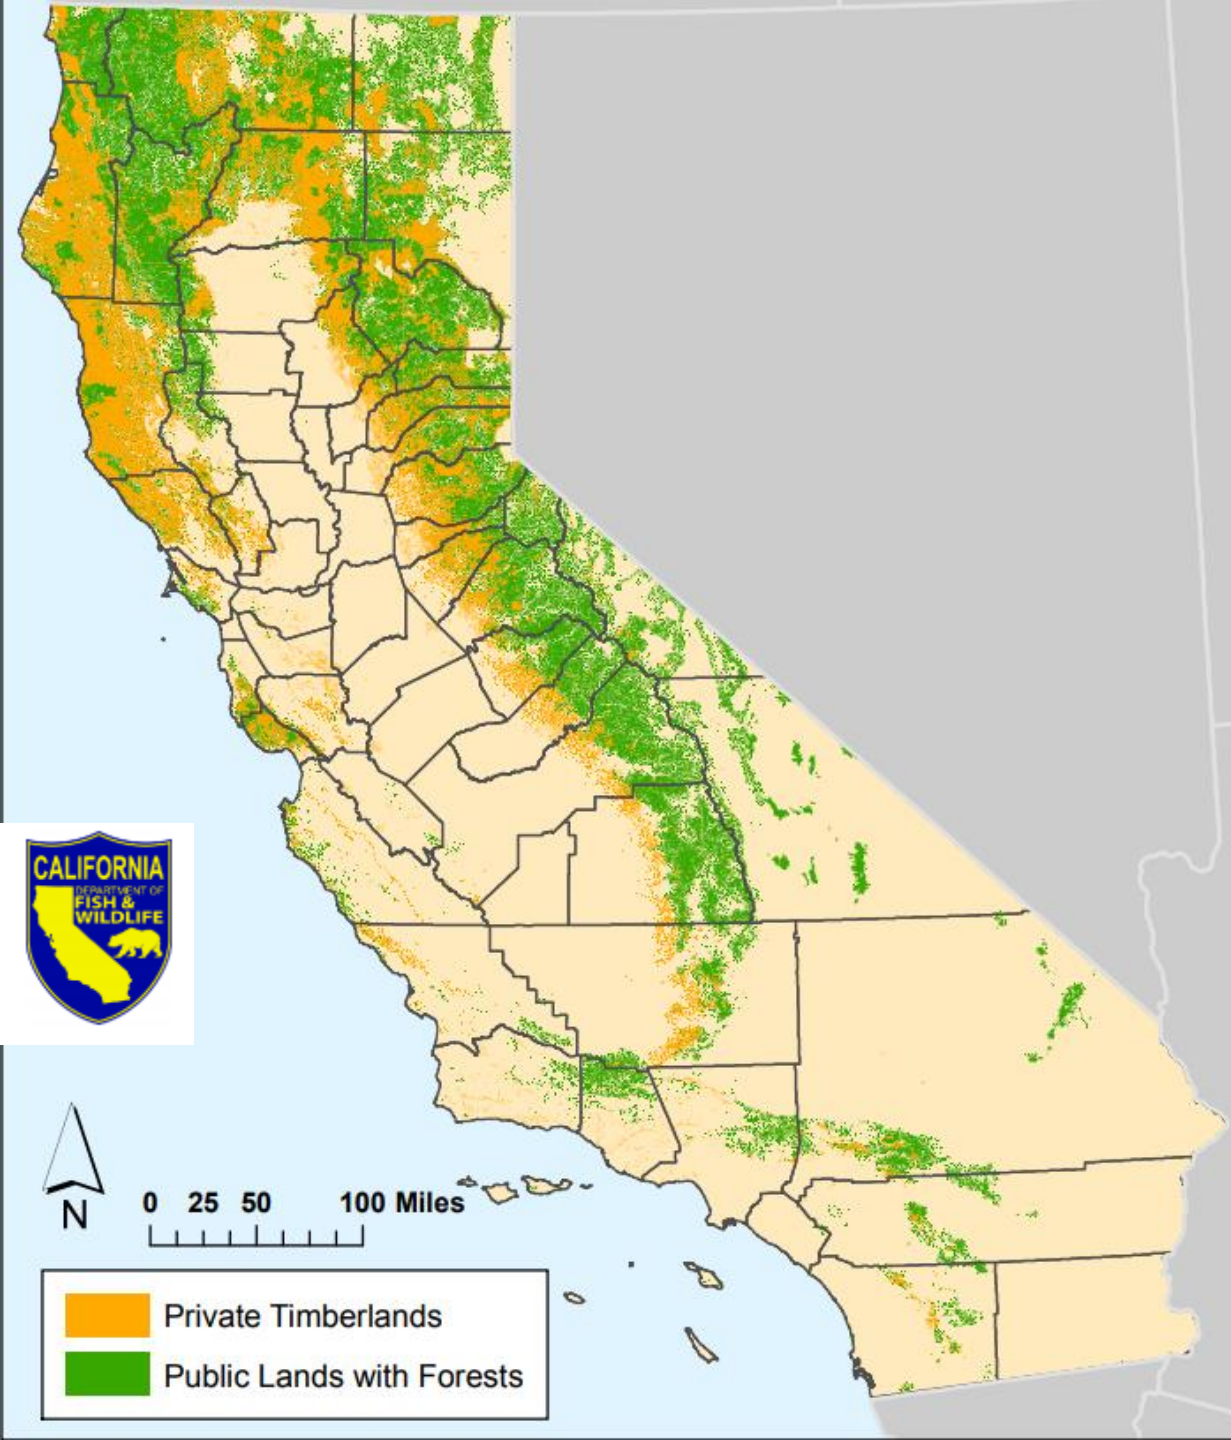 CALIFORNIA
DEPARTMENT OF
FISH &
WILDLIFE
N
0 25 50 100 Miles
Private Timberlands
Public Lands with Forests